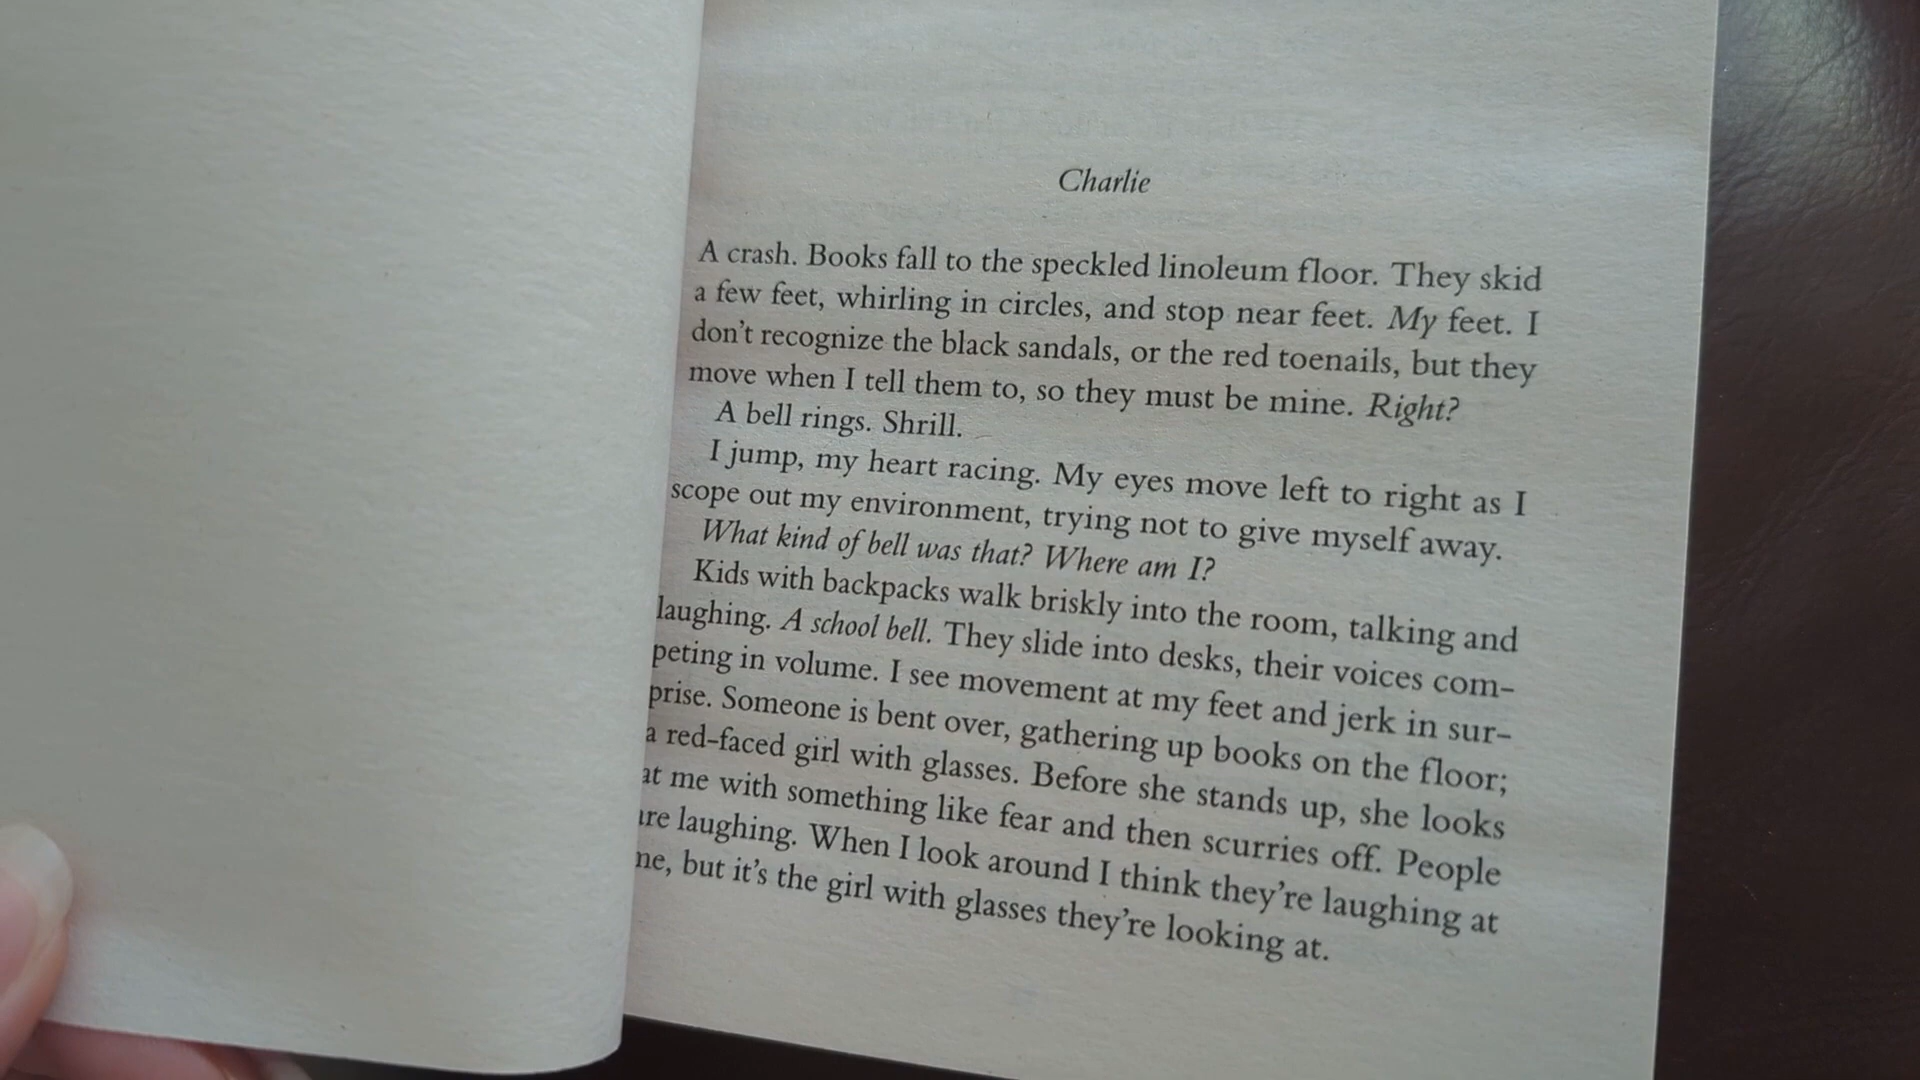 Charlie
A crash. Books fall to the speckled linoleum floor. They skid
a few feet, whirling in circles, and stop near feet. My feet. I
don't recognize the black sandals, or the red toenails, but they
move when I tell them to, so they must be mine. Right?
A bell rings. Shrill.
I jump, my heart racing. My eyes move left to right as I
scope out my environment, trying not to give myself away.
What kind of bell was that? Where am I?
Kids with backpacks walk briskly into the room, talking and
laughing. A school bell. They slide into desks, their voices com-
peting in volume. I see movement at my feet and jerk in sur-
prise. Someone is bent over, gathering up books on the floor;
a red-faced girl with glasses. Before she stands up, she looks
at me with something like fear and then scurries off. People
are laughing. When I look around I think they're laughing at
me, but it's the girl with glasses they're looking at.